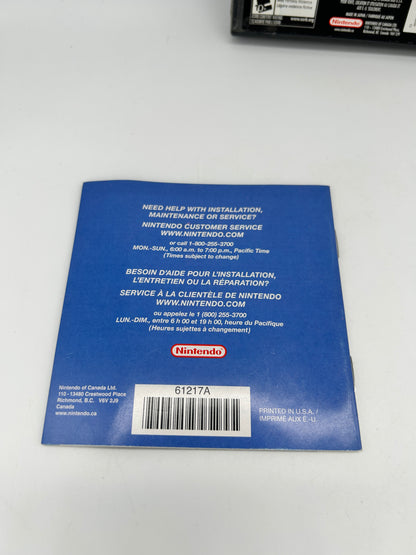 www.esrb.org
Nintendo
NEED HELP WITH INSTALLATION,
MAINTENANCE OR SERVICE?
NINTENDO CUSTOMER SERVICE
WWW.NINTENDO.COM
or call 1-800-255-3700
MON.-SUN., 6:00 a.m. to 7:00 p.m., Pacific Time
(Times subject to change)
BESOIN D'AIDE POUR L'INSTALLATION,
L'ENTRETIEN OU LA RÉPARATION?
SERVICE À LA CLIENTÈLE DE NINTENDO
WWW.NINTENDO.COM
ou appelez le 1 (800) 255-3700
LUN.-DIM., entre 6 h 00 et 19 h 00, heure du Pacifique
(Heures sujettes à changement)
Nintendo
Nintendo of Canada Ltd.
110 - 13480 Crestwood Place
Richmond, B.C. V6V 2J9
Canada
www.nintendo.ca
61217A
PRINTED IN U.S.A. /
IMPRIMÉ AUX É.-U.